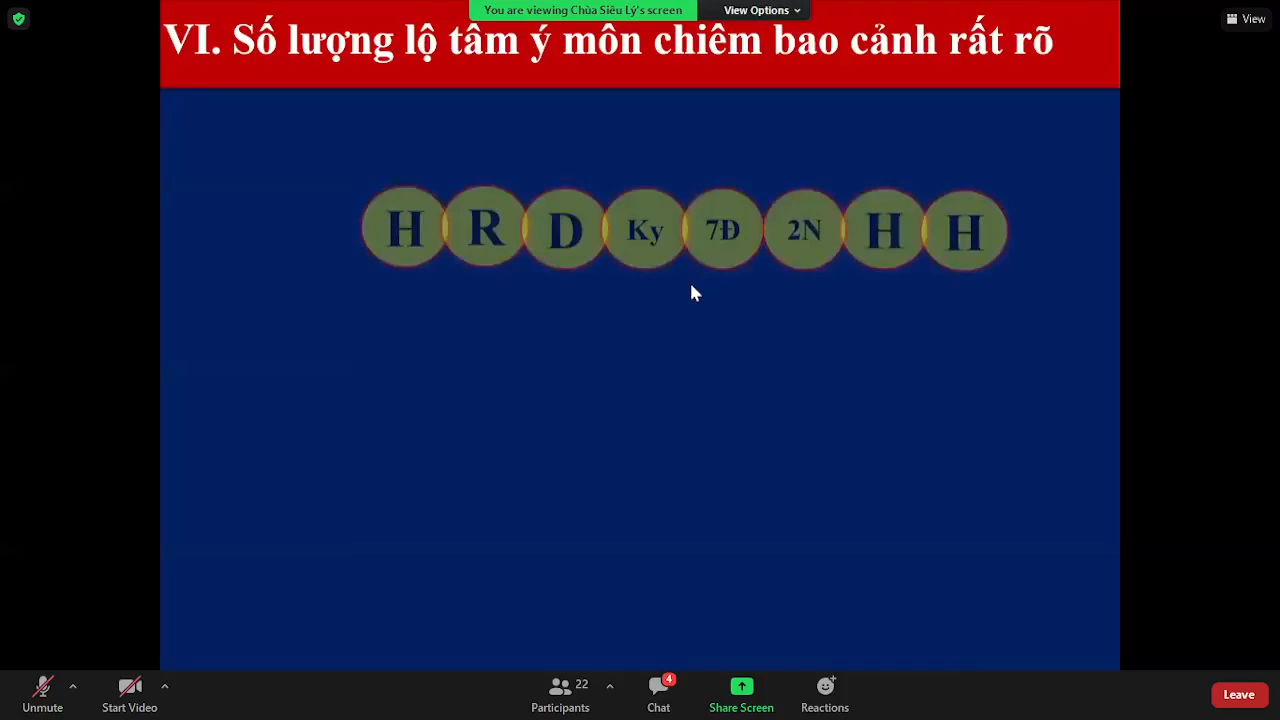 You are viewing Chùa Siêu Lý's screen
View Options
View
VI. Số lượng lộ tâm ý môn chiêm bao cảnh rất rõ
H R D Ky 7Đ 2N H H
Unmute
Start Video
22
Participants
4
Chat
Share Screen
Reactions
Leave